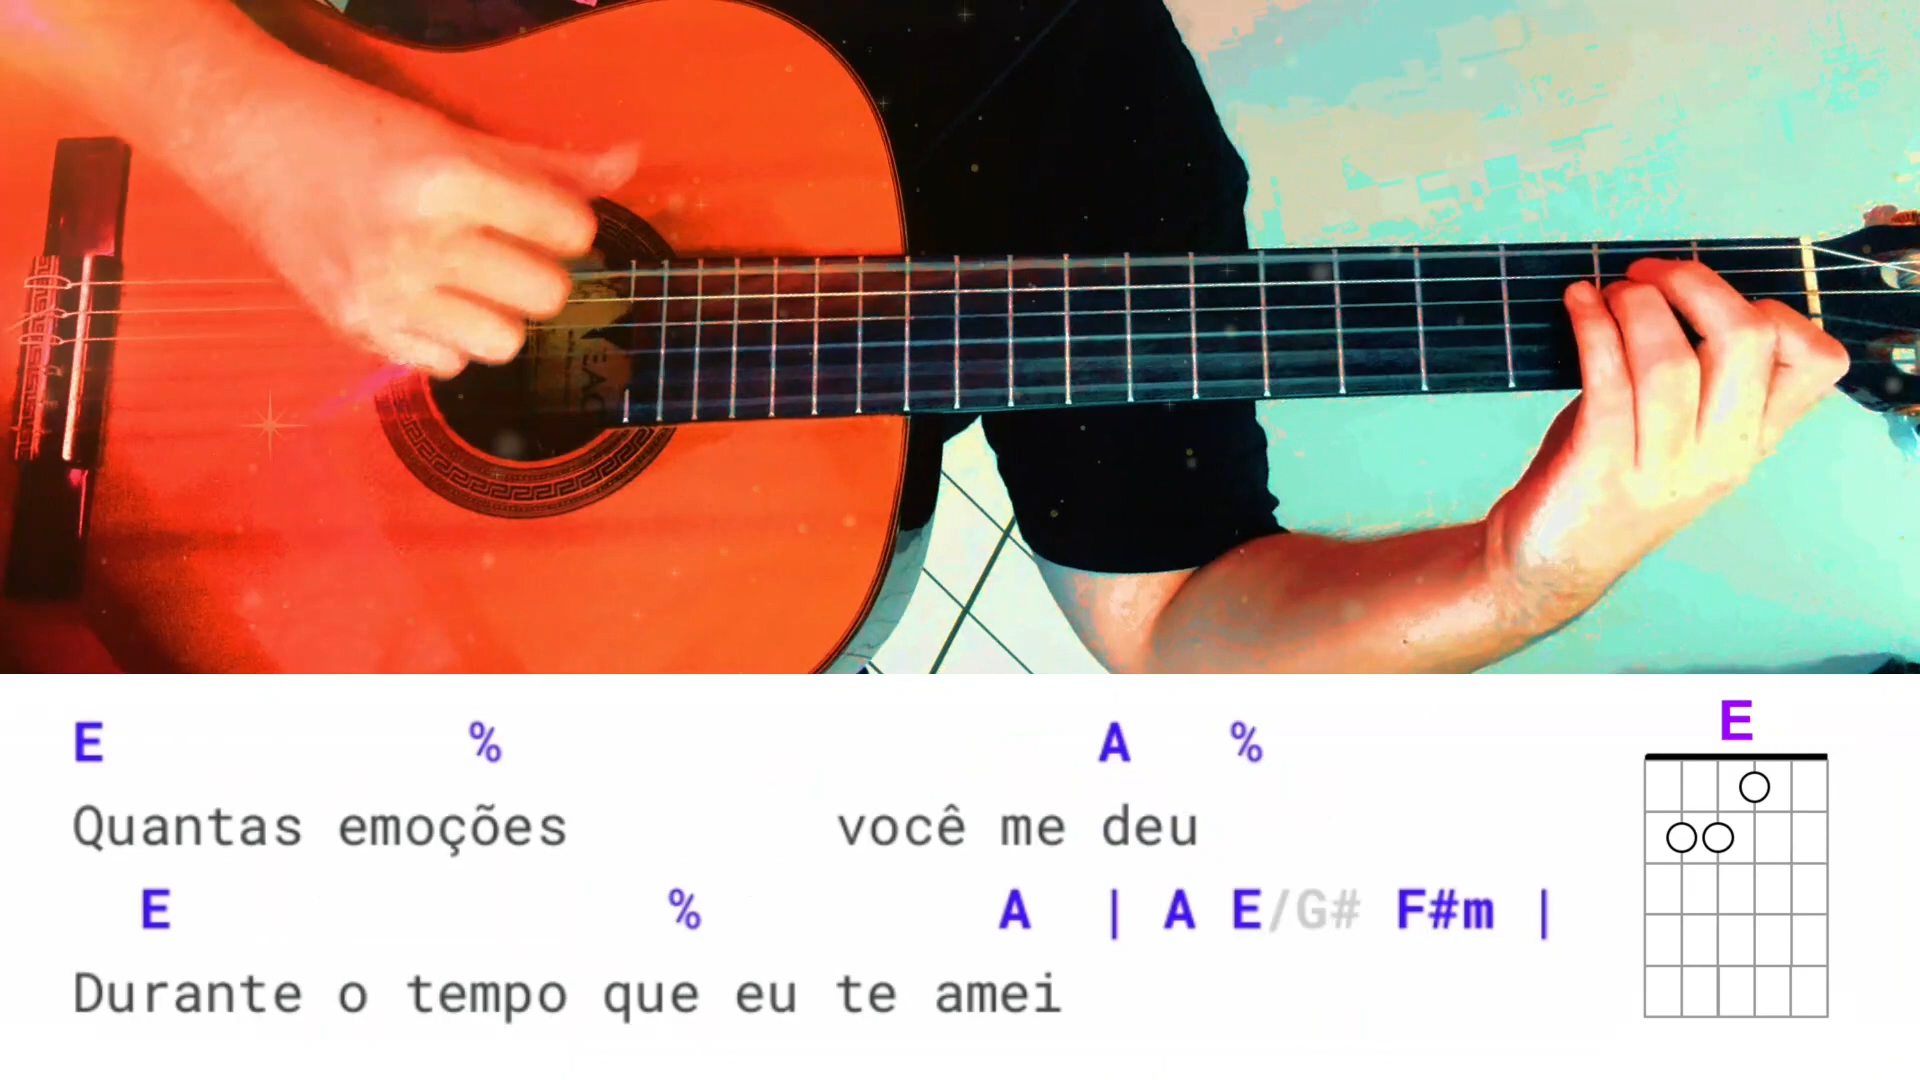 E % A %
Quantas emoções você me deu
E % A | A E/G# F#m |
Durante o tempo que eu te amei
E